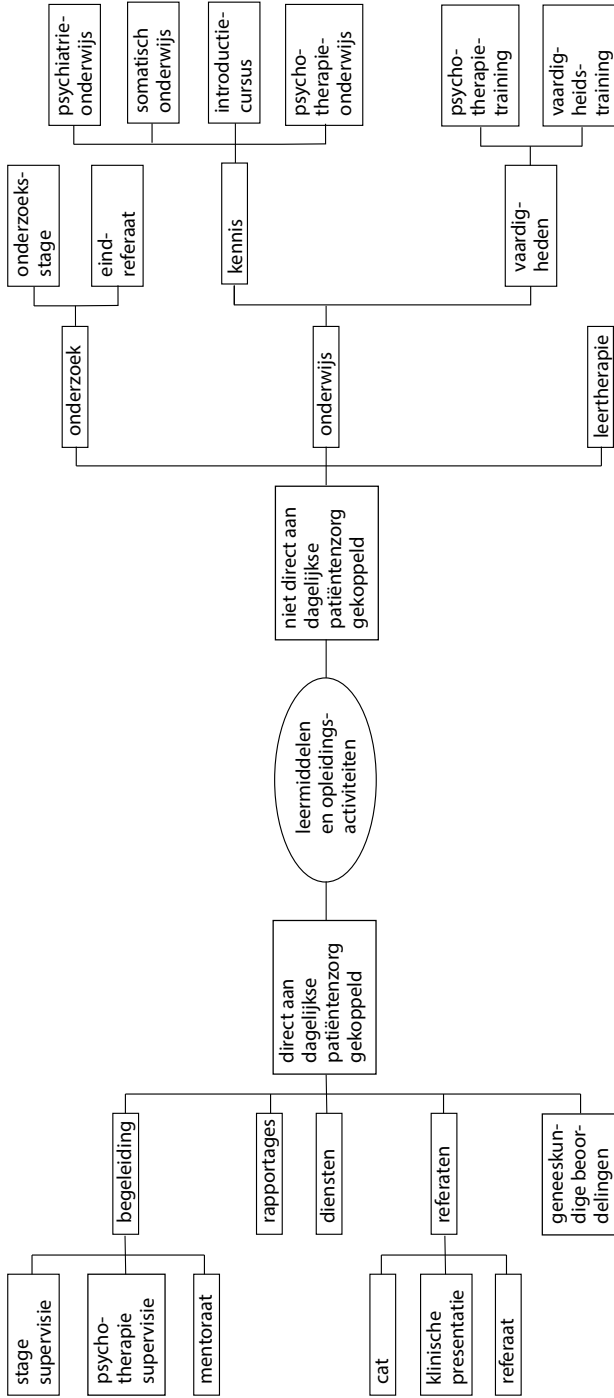 stage
supervisie
psycho-
therapie
supervisie
mentoraat
cat
klinische
presentatie
referaat
begeleiding
rapportages
diensten
referaten
geneeskun-
dige beoor-
delingen
direct aan
dagelijkse
patiëntenzorg
gekoppeld
leermiddelen
en opleidings-
activiteiten
niet direct aan
dagelijkse
patiëntenzorg
gekoppeld
onderzoek
onderwijs
leertherapie
onderzoeks-
stage
eind-
referaat
kennis
vaardig-
heden
psychiatrie-
onderwijs
somatisch
onderwijs
introductie-
cursus
psycho-
therapie-
onderwijs
psycho-
therapie-
training
vaardig-
heids-
training